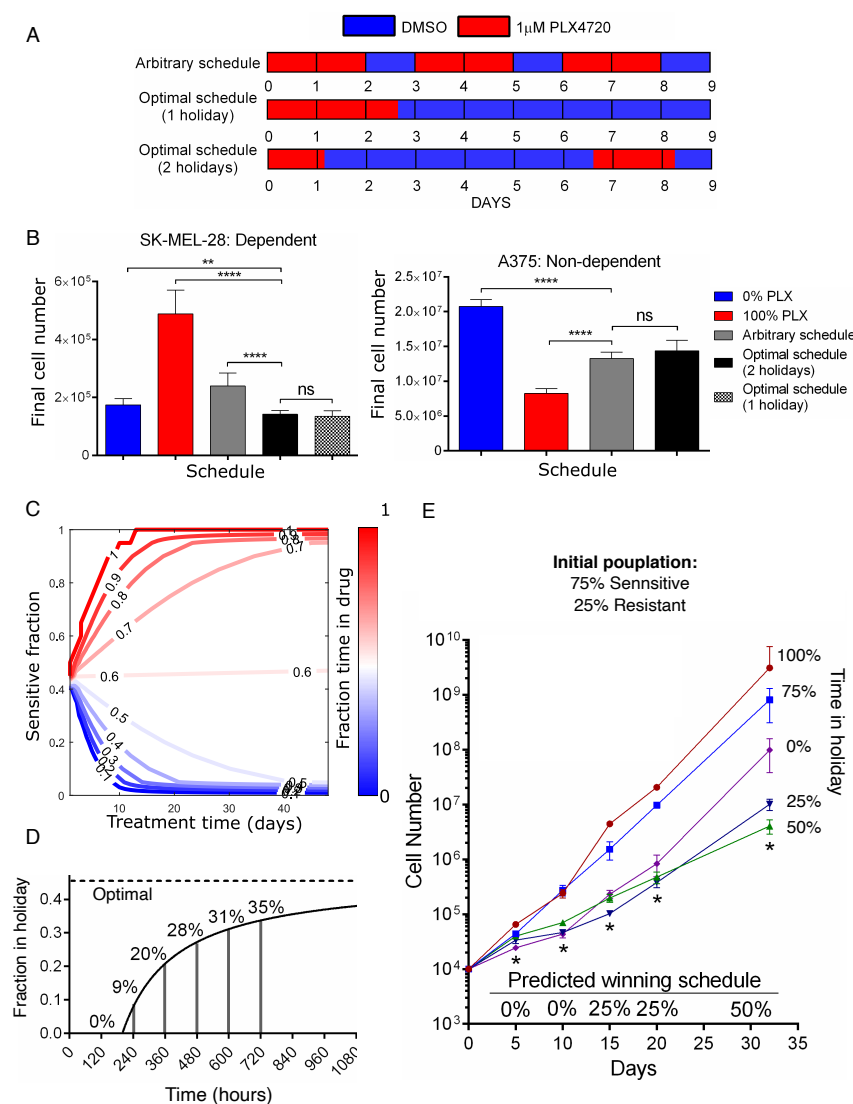 A
DMSO
1µM PLX4720
Arbitrary schedule
0 1 2 3 4 5 6 7 8 9
Optimal schedule
(1 holiday)
0 1 2 3 4 5 6 7 8 9
Optimal schedule
(2 holidays)
0 1 2 3 4 5 6 7 8 9
DAYS
B
SK-MEL-28: Dependent
**
****
****
ns
6×10⁵
4×10⁵
2×10⁵
0
Final cell number
Schedule
A375: Non-dependent
****
****
ns
2.5×10⁷
2.0×10⁷
1.5×10⁷
1.0×10⁷
5.0×10⁶
0
Final cell number
Schedule
0% PLX
100% PLX
Arbitrary schedule
Optimal schedule
(2 holidays)
Optimal schedule
(1 holiday)
C
1
0.8
0.6
0.4
0.2
0
Sensitive fraction
1
0.9
0.8
0.7
0.6
0.5
0.4
0.3
0.1
1
0.9
0.8
0.7
0.6
0.5
0.1
10 20 30 40
Treatment time (days)
1
0
Fraction time in drug
D
Optimal
0.4
0.3
0.2
0.1
0.0
Fraction in holiday
0% 9% 20% 28% 31% 35%
0 120 240 360 480 600 720 840 960 1080
Time (hours)
E
Initial pouplation:
75% Sennsitive
25% Resistant
10¹⁰
10⁹
10⁸
10⁷
10⁶
10⁵
10⁴
10³
Cell Number
100%
75%
0%
25%
50%
Time in holiday
* * * * *
Predicted winning schedule
0% 0% 25% 25% 50%
0 5 10 15 20 25 30 35
Days